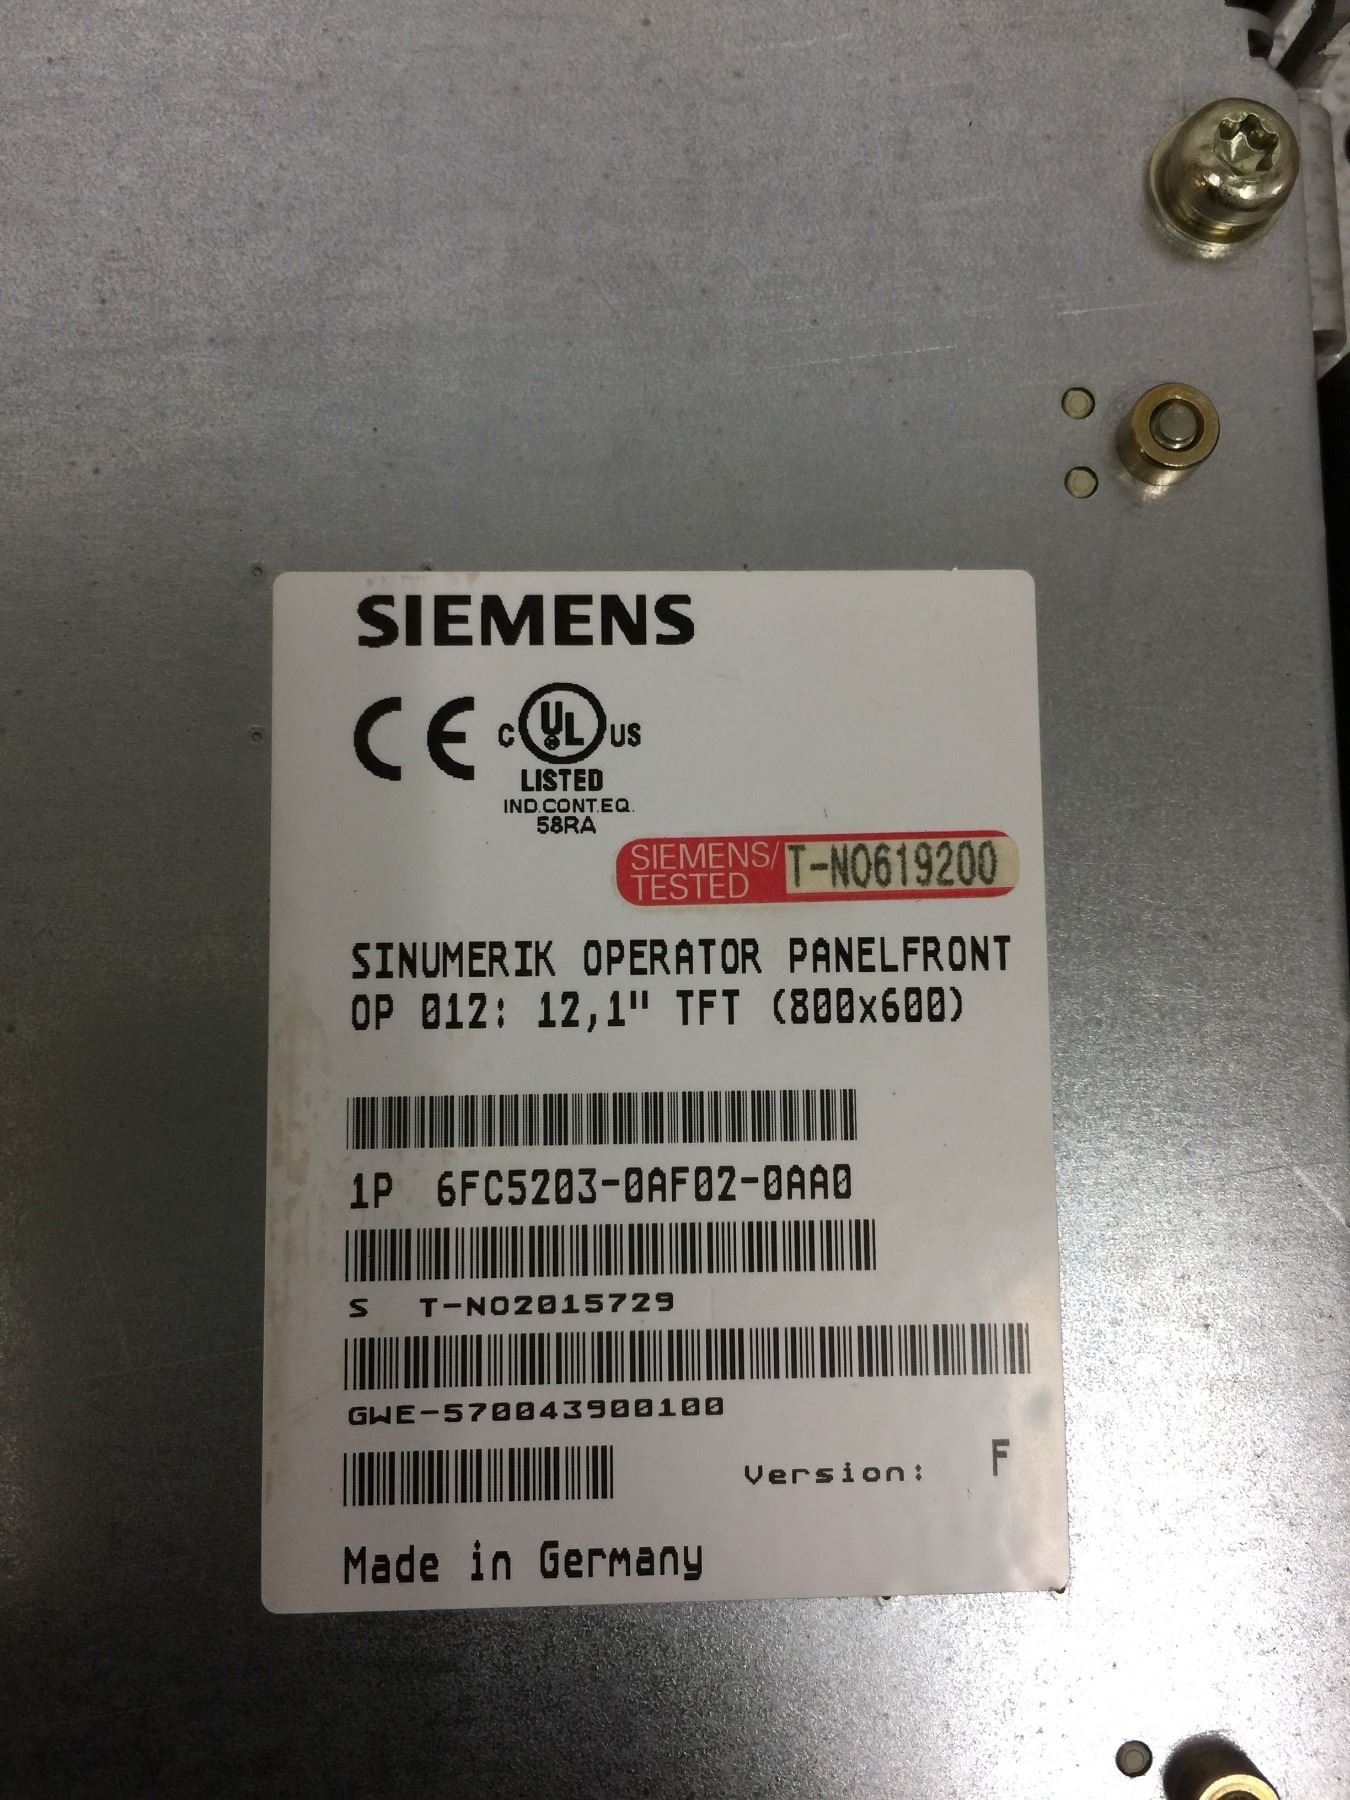 SIEMENS
CE
C UL US
LISTED
IND.CONT.EQ.
58RA
SIEMENS/
TESTED
T-N0619200
SINUMERIK OPERATOR PANELFRONT
OP 012: 12,1" TFT (800x600)
1P 6FC5203-0AF02-0AA0
S T-NO2015729
GWE-570043900100
Version: F
Made in Germany